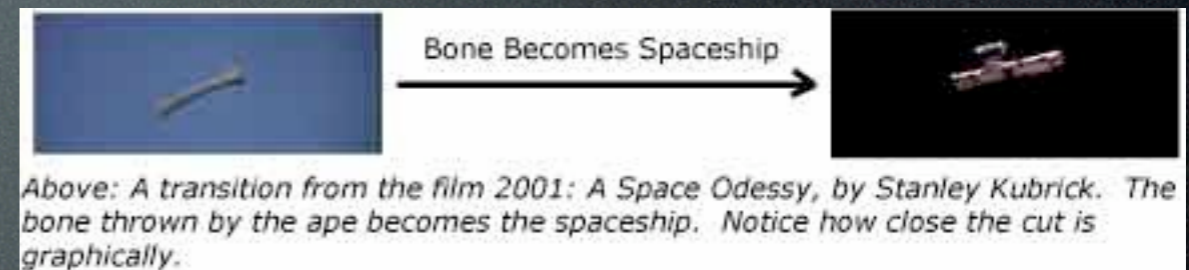 Bone Becomes Spaceship
Above: A transition from the film 2001: A Space Odessy, by Stanley Kubrick. The
bone thrown by the ape becomes the spaceship. Notice how close the cut is
graphically.